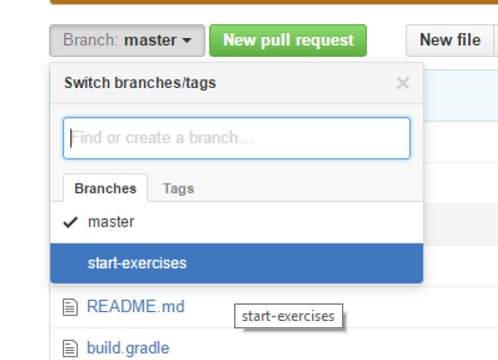 Branch: master New pull request New file
Switch branches/tags
Find or create a branch...
Branches Tags
master
start-exercises
README.md
start-exercises
build.gradle